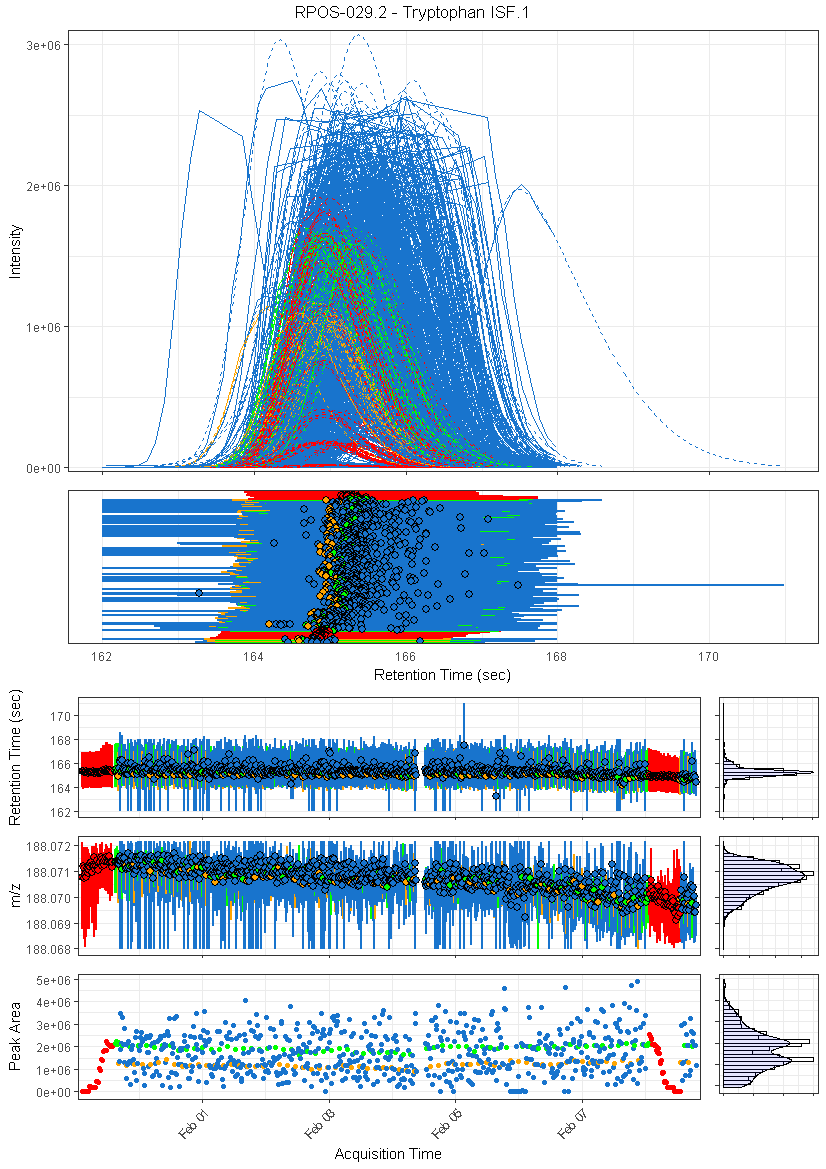 RPOS-029.2 - Tryptophan ISF.1
3e+06
2e+06
1e+06
0e+00
Intensity
162
164
166
168
170
Retention Time (sec)
Retention Time (sec)
170
168
166
164
162
m/z
188.072
188.071
188.070
188.069
188.068
Peak Area
5e+06
4e+06
3e+06
2e+06
1e+06
0e+00
Feb 01
Feb 03
Feb 05
Feb 07
Acquisition Time